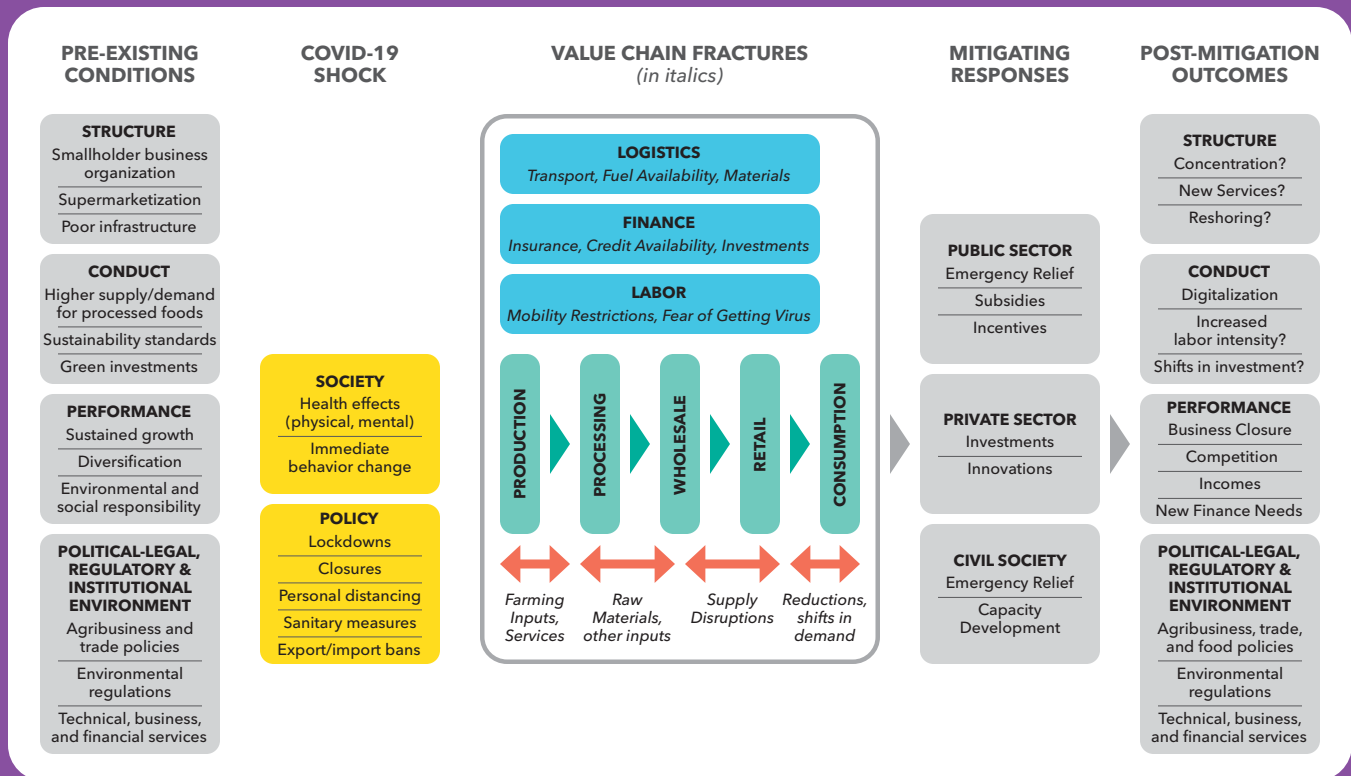 PRE-EXISTING
CONDITIONS
STRUCTURE
Smallholder business
organization
Supermarketization
Poor infrastructure
CONDUCT
Higher supply/demand
for processed foods
Sustainability standards
Green investments
PERFORMANCE
Sustained growth
Diversification
Environmental and
social responsibility
POLITICAL-LEGAL,
REGULATORY &
INSTITUTIONAL
ENVIRONMENT
Agribusiness and
trade policies
Environmental
regulations
Technical, business,
and financial services
COVID-19
SHOCK
SOCIETY
Health effects
(physical, mental)
Immediate
behavior change
POLICY
Lockdowns
Closures
Personal distancing
Sanitary measures
Export/import bans
VALUE CHAIN FRACTURES
(in italics)
LOGISTICS
Transport, Fuel Availability, Materials
FINANCE
Insurance, Credit Availability, Investments
LABOR
Mobility Restrictions, Fear of Getting Virus
PRODUCTION
PROCESSING
WHOLESALE
RETAIL
CONSUMPTION
Farming
Inputs,
Services
Raw
Materials,
other inputs
Supply
Disruptions
Reductions,
shifts in
demand
MITIGATING
RESPONSES
PUBLIC SECTOR
Emergency Relief
Subsidies
Incentives
PRIVATE SECTOR
Investments
Innovations
CIVIL SOCIETY
Emergency Relief
Capacity
Development
POST-MITIGATION
OUTCOMES
STRUCTURE
Concentration?
New Services?
Reshoring?
CONDUCT
Digitalization
Increased
labor intensity?
Shifts in investment?
PERFORMANCE
Business Closure
Competition
Incomes
New Finance Needs
POLITICAL-LEGAL,
REGULATORY &
INSTITUTIONAL
ENVIRONMENT
Agribusiness, trade,
and food policies
Environmental
regulations
Technical, business,
and financial services